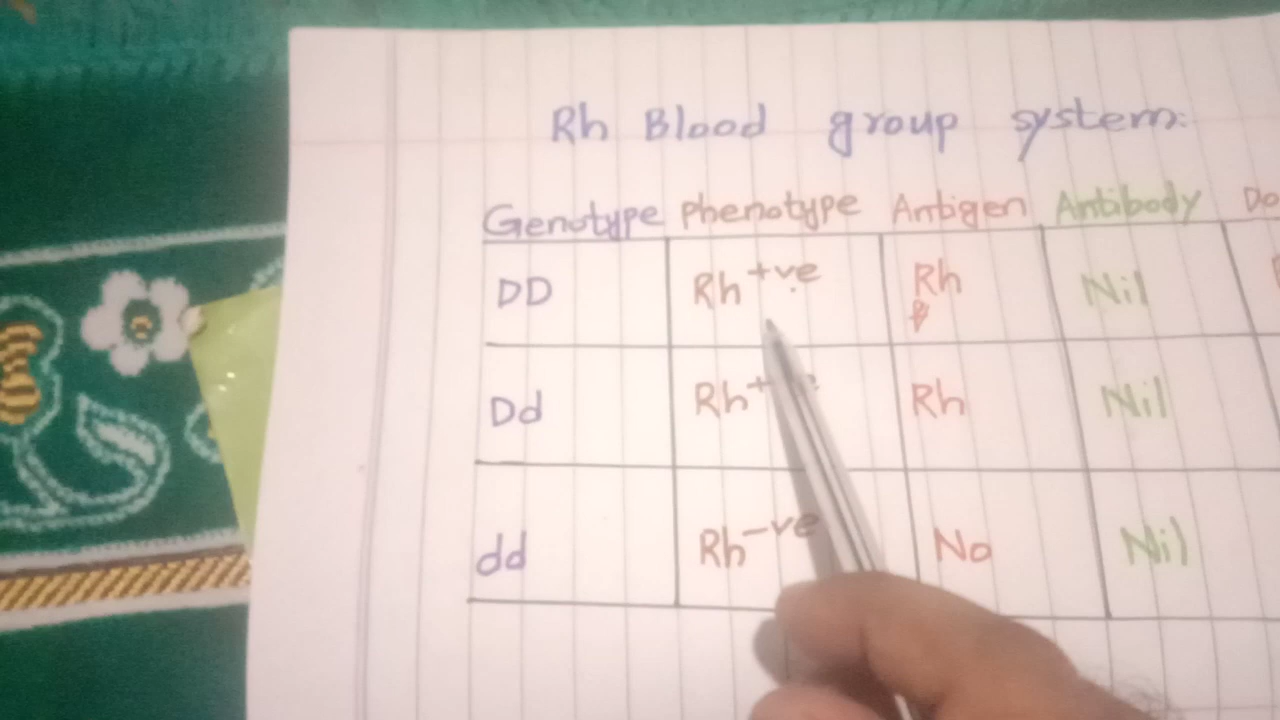 Rh Blood group system:
Genotype Phenotype Antigen Antibody
DD Rh+ve Rh Nil
Dd Rh+ Rh Nil
dd Rh-ve No Nil